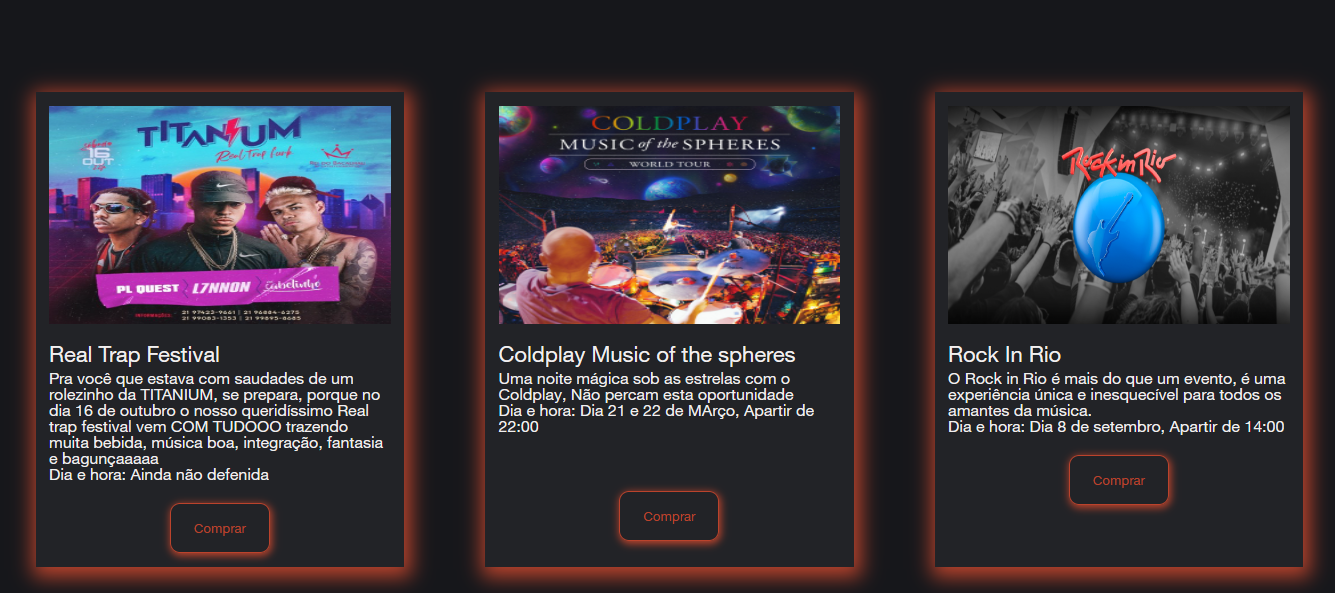 TITANIUM
Real Trap Funk
16
OUT
PL QUEST L7NNON
INFORMAÇÕES: 21 97423-9661 | 21 96884-6275
21 99083-1353 | 21 99895-8685
Real Trap Festival
Pra você que estava com saudades de um
rolezinho da TITANIUM, se prepara, porque no
dia 16 de outubro o nosso queridíssimo Real
trap festival vem COM TUDOOO trazendo
muita bebida, música boa, integração, fantasia
e bagunçaaaaa
Dia e hora: Ainda não defenida
Comprar
COLDPLAY
MUSIC of the SPHERES
WORLD TOUR
Coldplay Music of the spheres
Uma noite mágica sob as estrelas com o
Coldplay, Não percam esta oportunidade
Dia e hora: Dia 21 e 22 de MArço, Apartir de
22:00
Comprar
Rock in Rio
Rock In Rio
O Rock in Rio é mais do que um evento, é uma
experiência única e inesquecível para todos os
amantes da música.
Dia e hora: Dia 8 de setembro, Apartir de 14:00
Comprar